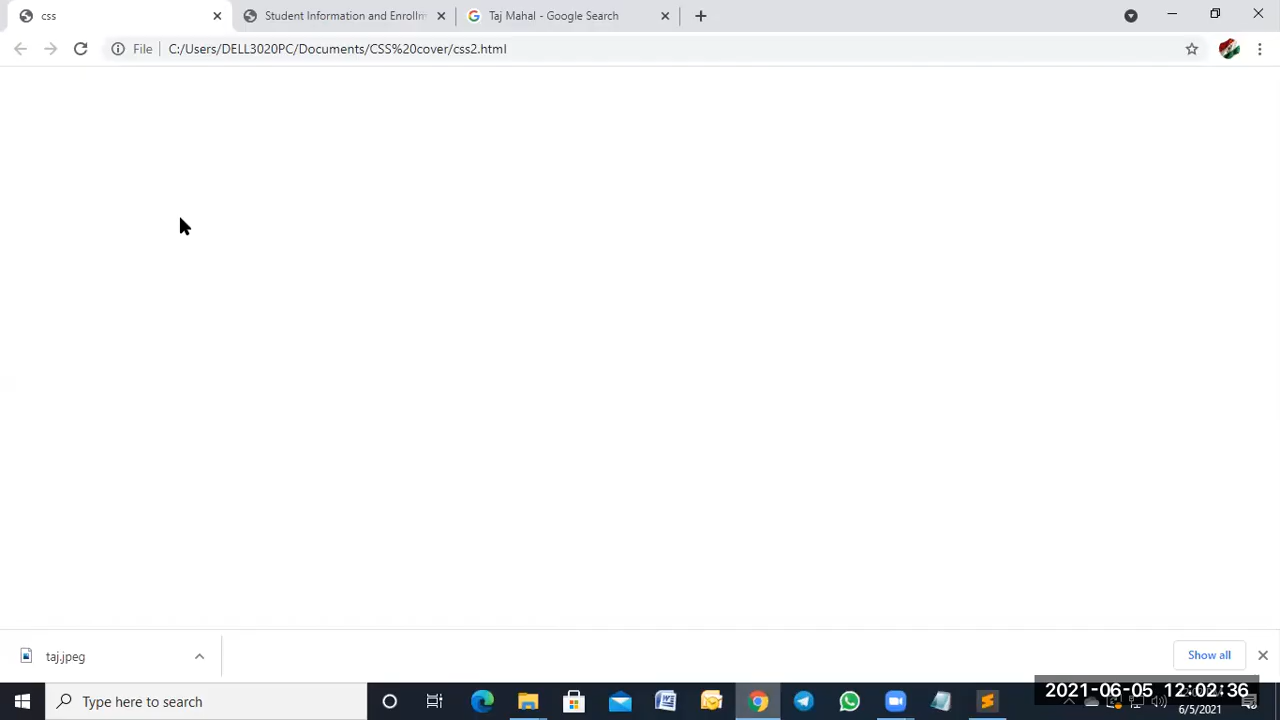 css
Student Information and Enrollm
Taj Mahal - Google Search
File
C:/Users/DELL3020PC/Documents/CSS%20cover/css2.html
taj.jpeg
Show all
Type here to search
2021-06-05 12:02:36
6/5/2021